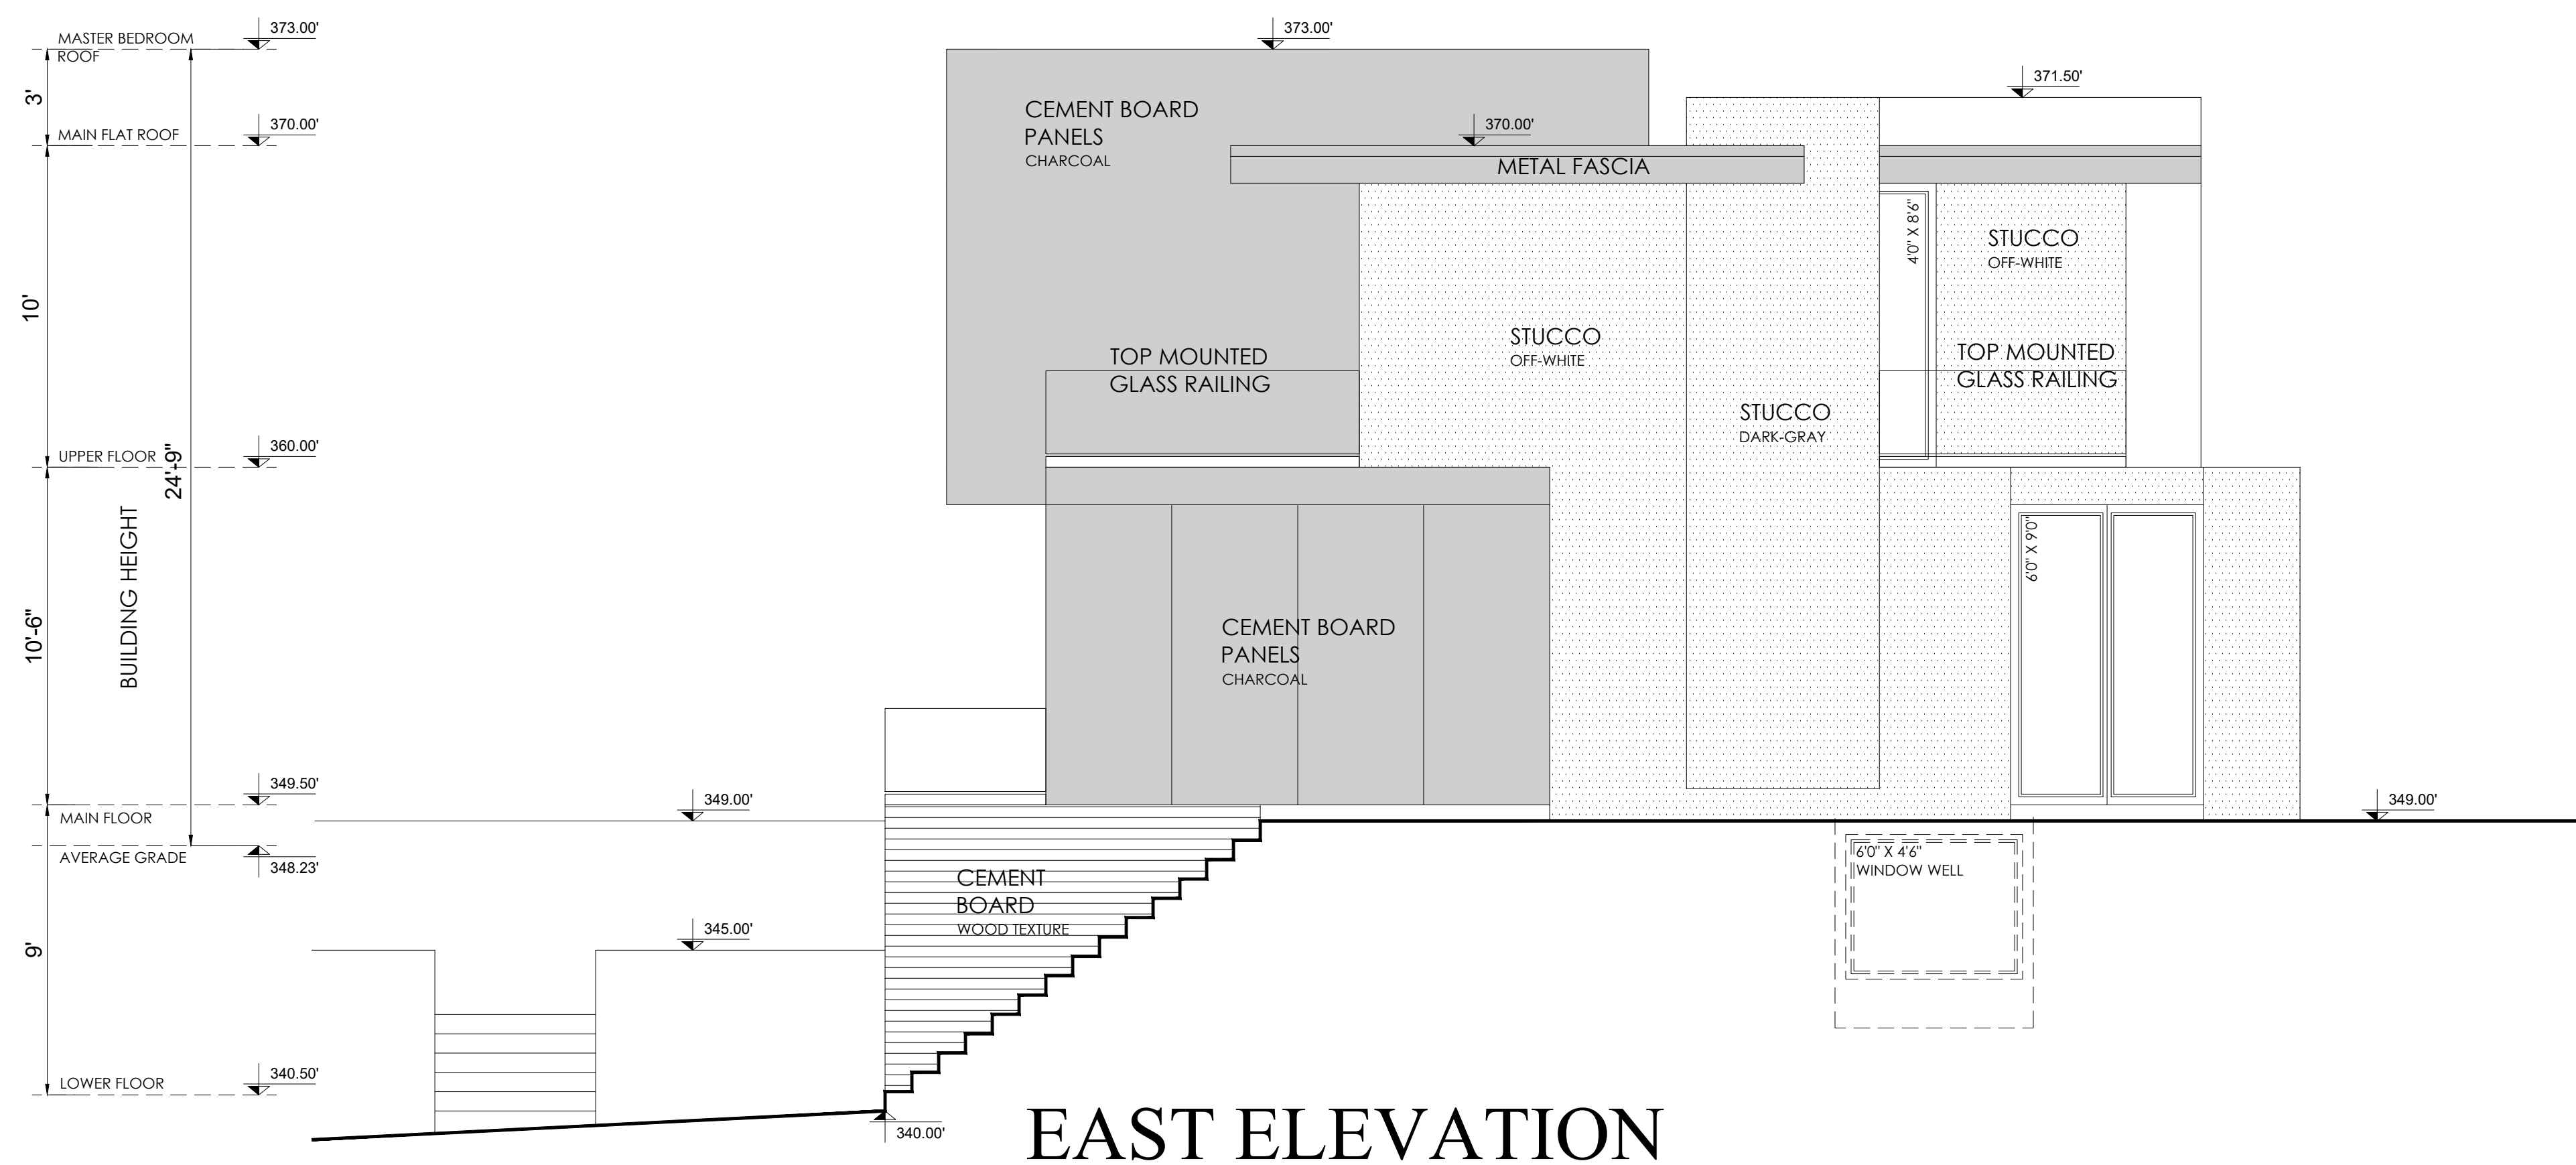 MASTER BEDROOM
ROOF
373.00'
3'
MAIN FLAT ROOF
370.00'
10'
UPPER FLOOR
360.00'
24'-9"
BUILDING HEIGHT
10'-6"
349.50'
MAIN FLOOR
AVERAGE GRADE
348.23'
9'
LOWER FLOOR
340.50'
349.00'
345.00'
340.00'
373.00'
CEMENT BOARD
PANELS
CHARCOAL
370.00'
METAL FASCIA
371.50'
4'0" X 8'6"
STUCCO
OFF-WHITE
TOP MOUNTED
GLASS RAILING
STUCCO
OFF-WHITE
TOP MOUNTED
GLASS RAILING
STUCCO
DARK-GRAY
6'0" X 9'0"
CEMENT BOARD
PANELS
CHARCOAL
349.00'
CEMENT
BOARD
WOOD TEXTURE
6'0" X 4'6"
WINDOW WELL
EAST ELEVATION